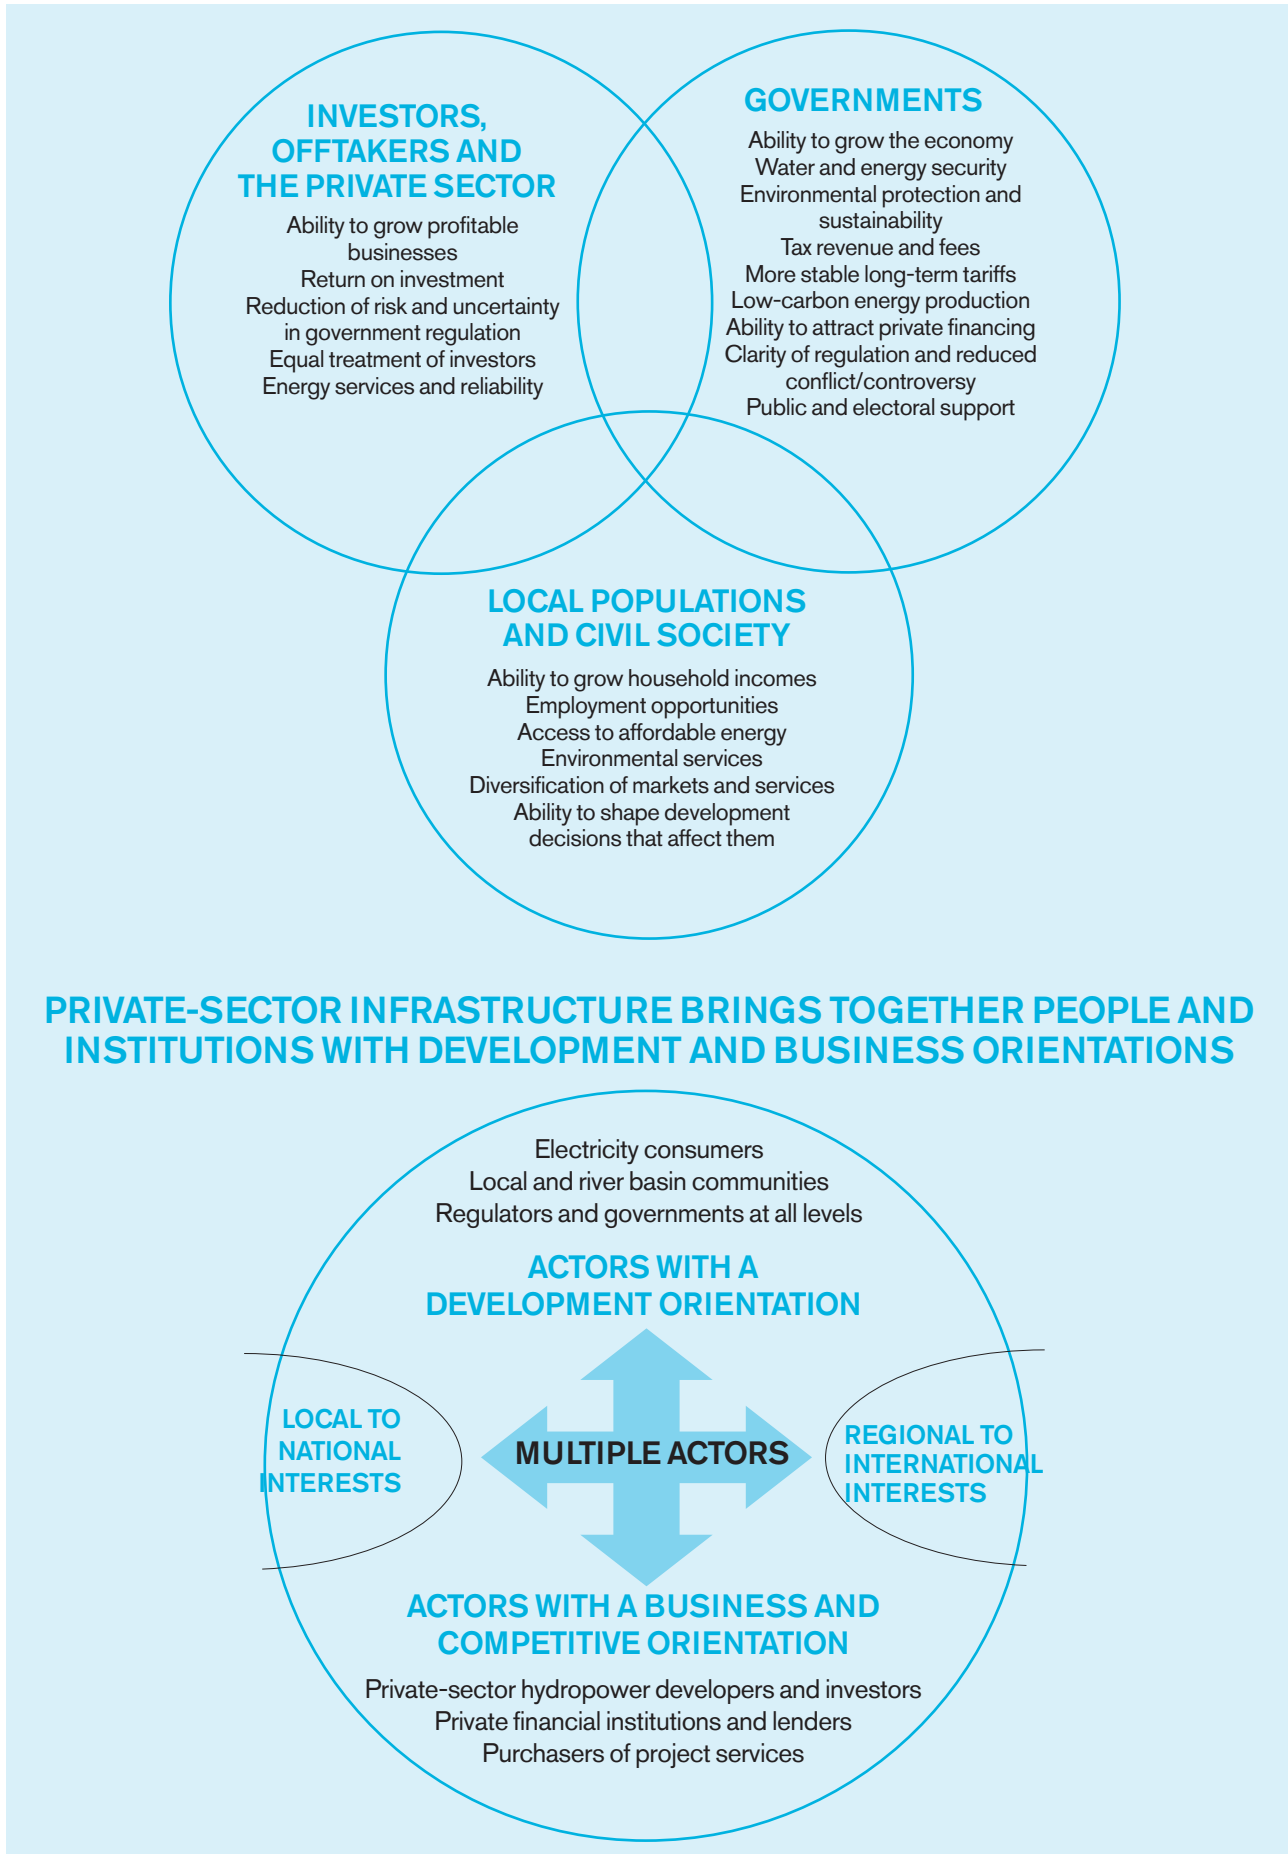 INVESTORS,
OFFTAKERS AND
THE PRIVATE SECTOR
Ability to grow profitable
businesses
Return on investment
Reduction of risk and uncertainty
in government regulation
Equal treatment of investors
Energy services and reliability
GOVERNMENTS
Ability to grow the economy
Water and energy security
Environmental protection and
sustainability
Tax revenue and fees
More stable long-term tariffs
Low-carbon energy production
Ability to attract private financing
Clarity of regulation and reduced
conflict/controversy
Public and electoral support
LOCAL POPULATIONS
AND CIVIL SOCIETY
Ability to grow household incomes
Employment opportunities
Access to affordable energy
Environmental services
Diversification of markets and services
Ability to shape development
decisions that affect them
PRIVATE-SECTOR INFRASTRUCTURE BRINGS TOGETHER PEOPLE AND
INSTITUTIONS WITH DEVELOPMENT AND BUSINESS ORIENTATIONS
Electricity consumers
Local and river basin communities
Regulators and governments at all levels
ACTORS WITH A
DEVELOPMENT ORIENTATION
LOCAL TO
NATIONAL
INTERESTS
MULTIPLE ACTORS
REGIONAL TO
INTERNATIONAL
INTERESTS
ACTORS WITH A BUSINESS AND
COMPETITIVE ORIENTATION
Private-sector hydropower developers and investors
Private financial institutions and lenders
Purchasers of project services